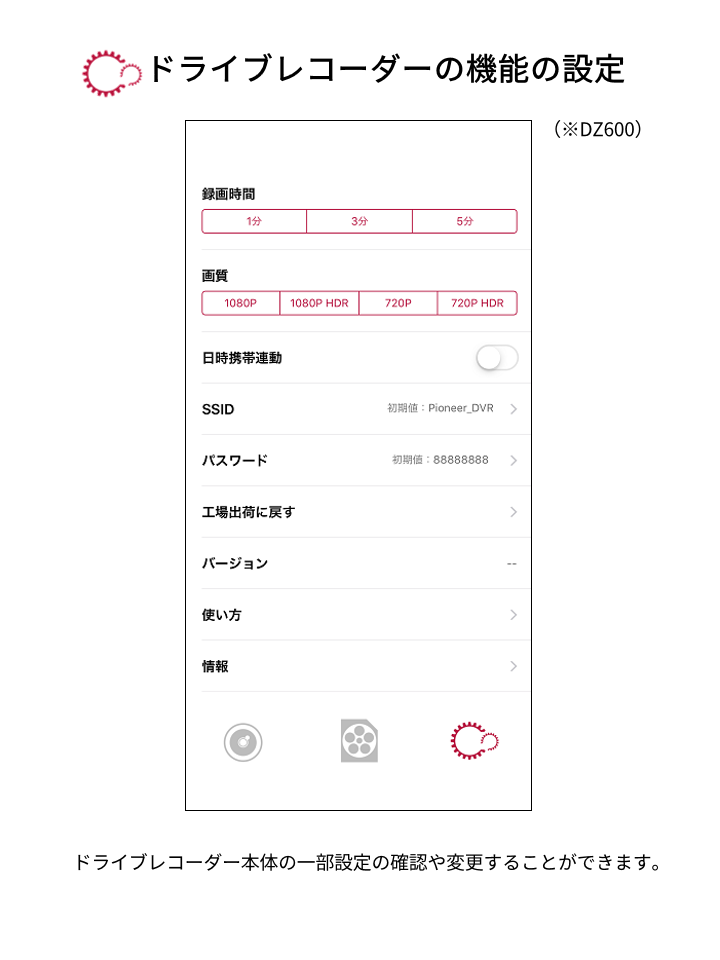 ドライブレコーダーの機能の設定
（※DZ600）
録画時間
1分 3分 5分
画質
1080P 1080P HDR 720P 720P HDR
日時携帯連動
SSID 初期値：Pioneer_DVR
パスワード 初期値：88888888
工場出荷に戻す
バージョン --
使い方
情報
ドライブレコーダー本体の一部設定の確認や変更することができます。